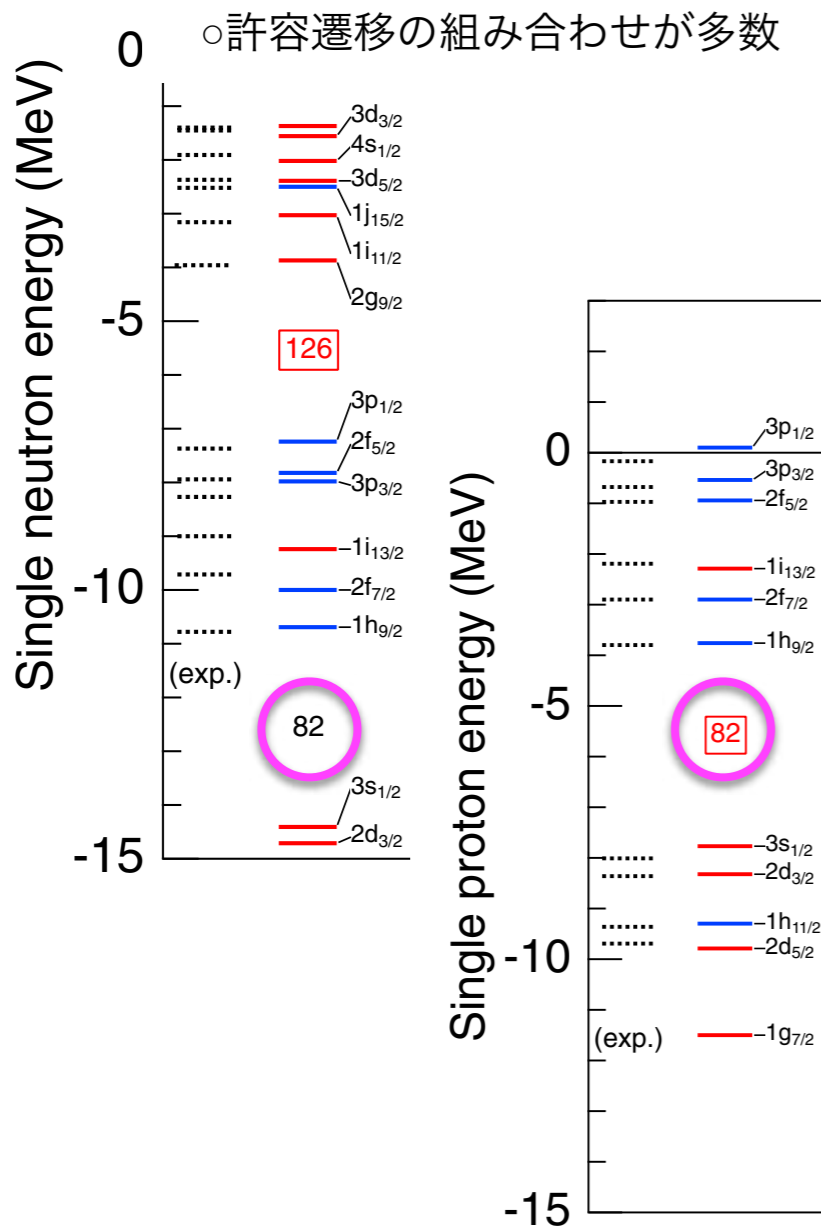 ○許容遷移の組み合わせが多数
Single neutron energy (MeV)
0
-5
-10
-15
3d3/2
4s1/2
3d5/2
1j15/2
1i11/2
2g9/2
126
3p1/2
2f5/2
3p3/2
1i13/2
2f7/2
1h9/2
(exp.)
82
3s1/2
2d3/2
Single proton energy (MeV)
0
-5
-10
-15
3p1/2
3p3/2
2f5/2
1i13/2
2f7/2
1h9/2
82
3s1/2
2d3/2
1h11/2
2d5/2
1g7/2
(exp.)